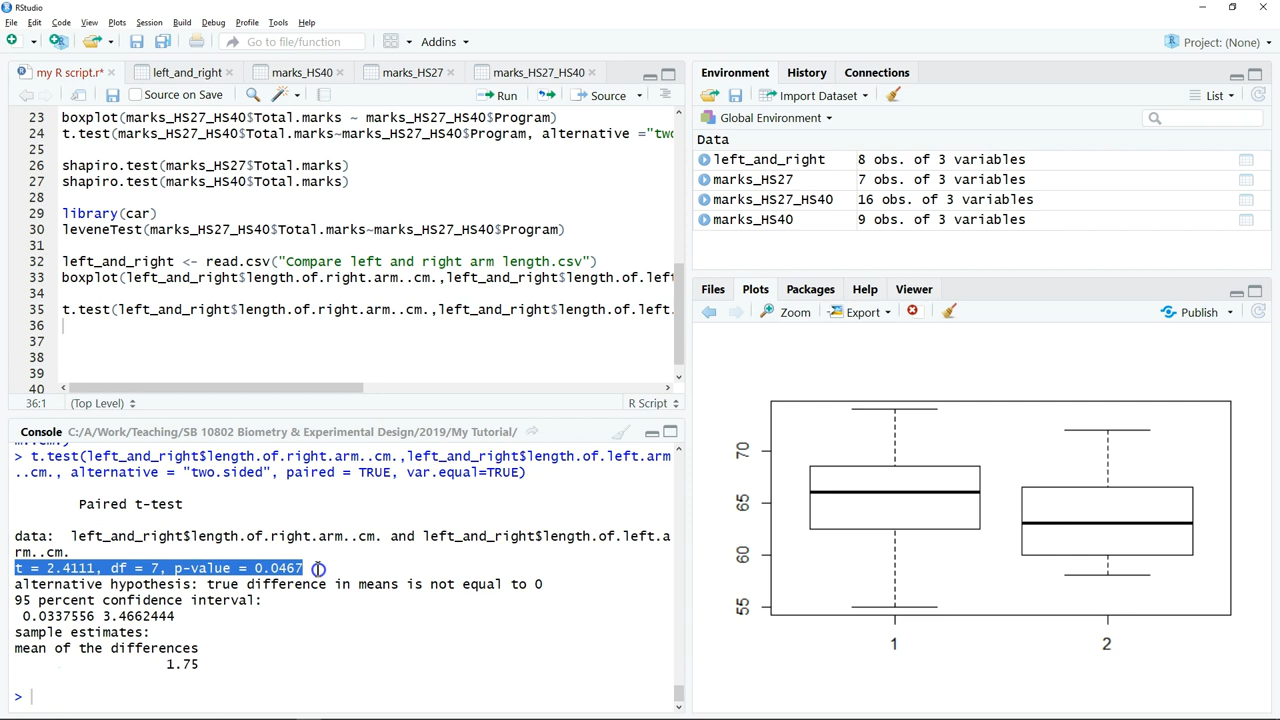 RStudio
File Edit Code View Plots Session Build Debug Profile Tools Help
Go to file/function Addins Project: (None)
my R script.r* left_and_right marks_HS40 marks_HS27 marks_HS27_HS40
Source on Save Run Source
23 boxplot(marks_HS27_HS40$Total.marks ~ marks_HS27_HS40$Program)
24 t.test(marks_HS27_HS40$Total.marks~marks_HS27_HS40$Program, alternative ="tw
25
26 shapiro.test(marks_HS27$Total.marks)
27 shapiro.test(marks_HS40$Total.marks)
28
29 library(car)
30 leveneTest(marks_HS27_HS40$Total.marks~marks_HS27_HS40$Program)
31
32 left_and_right <- read.csv("Compare left and right arm length.csv")
33 boxplot(left_and_right$length.of.right.arm..cm.,left_and_right$length.of.lef
34
35 t.test(left_and_right$length.of.right.arm..cm.,left_and_right$length.of.left.
36
37
38
39
40
36:1 (Top Level) R Script
Console C:/A/Work/Teaching/SB 10802 Biometry & Experimental Design/2019/My Tutorial/
m..cm.)
> t.test(left_and_right$length.of.right.arm..cm.,left_and_right$length.of.left.arm
..cm., alternative = "two.sided", paired = TRUE, var.equal=TRUE)
Paired t-test
data: left_and_right$length.of.right.arm..cm. and left_and_right$length.of.left.a
rm..cm.
t = 2.4111, df = 7, p-value = 0.0467
alternative hypothesis: true difference in means is not equal to 0
95 percent confidence interval:
0.0337556 3.4662444
sample estimates:
mean of the differences
1.75
>
Environment History Connections
Import Dataset List
Global Environment
Data
left_and_right 8 obs. of 3 variables
marks_HS27 7 obs. of 3 variables
marks_HS27_HS40 16 obs. of 3 variables
marks_HS40 9 obs. of 3 variables
Files Plots Packages Help Viewer
Zoom Export Publish
70
65
60
55
1 2